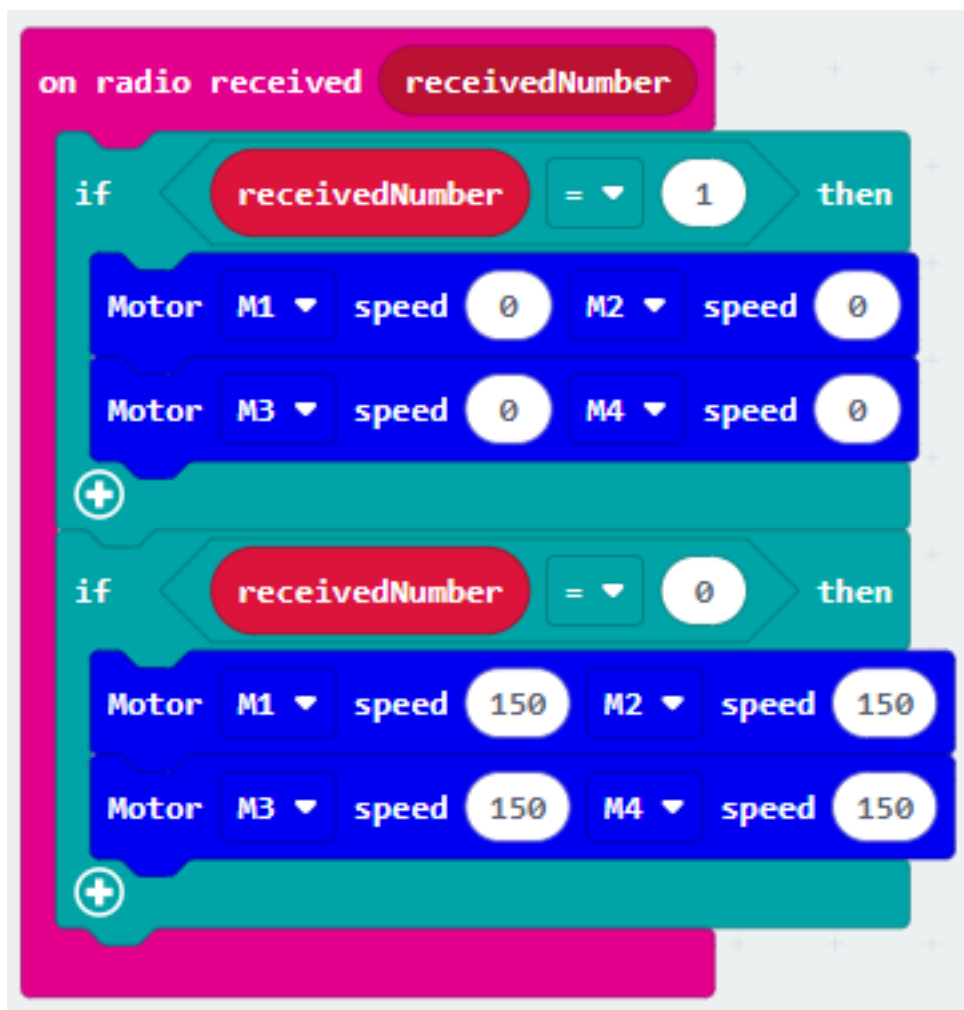 on radio received receivedNumber
if receivedNumber = 1 then
Motor M1 speed 0 M2 speed 0
Motor M3 speed 0 M4 speed 0
if receivedNumber = 0 then
Motor M1 speed 150 M2 speed 150
Motor M3 speed 150 M4 speed 150